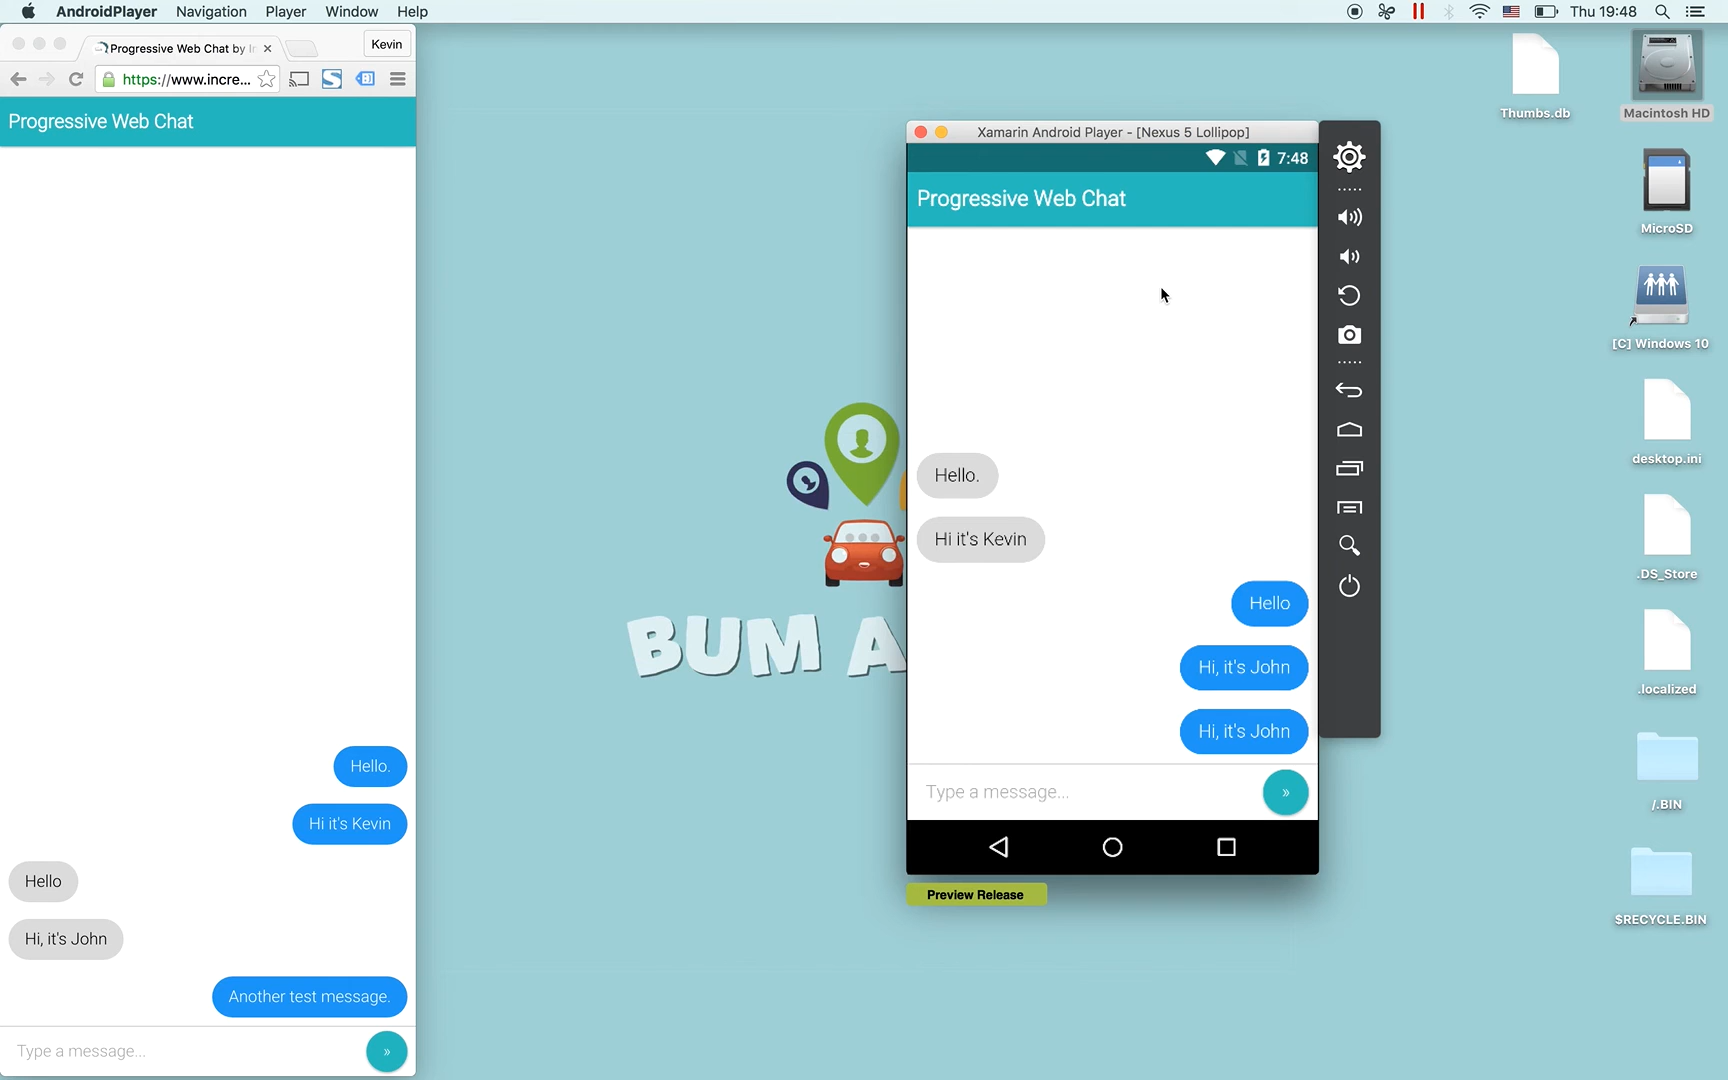 AndroidPlayer Navigation Player Window Help
Thu 19:48
Progressive Web Chat by In
Kevin
https://www.incre...
Progressive Web Chat
Hello.
Hi it's Kevin
Hello
Hi, it's John
Another test message.
Type a message...
»
BUM A
Xamarin Android Player - [Nexus 5 Lollipop]
7:48
Progressive Web Chat
Hello.
Hi it's Kevin
Hello
Hi, it's John
Hi, it's John
Type a message...
»
Preview Release
Thumbs.db
Macintosh HD
MicroSD
[C] Windows 10
desktop.ini
.DS_Store
.localized
/.BIN
$RECYCLE.BIN